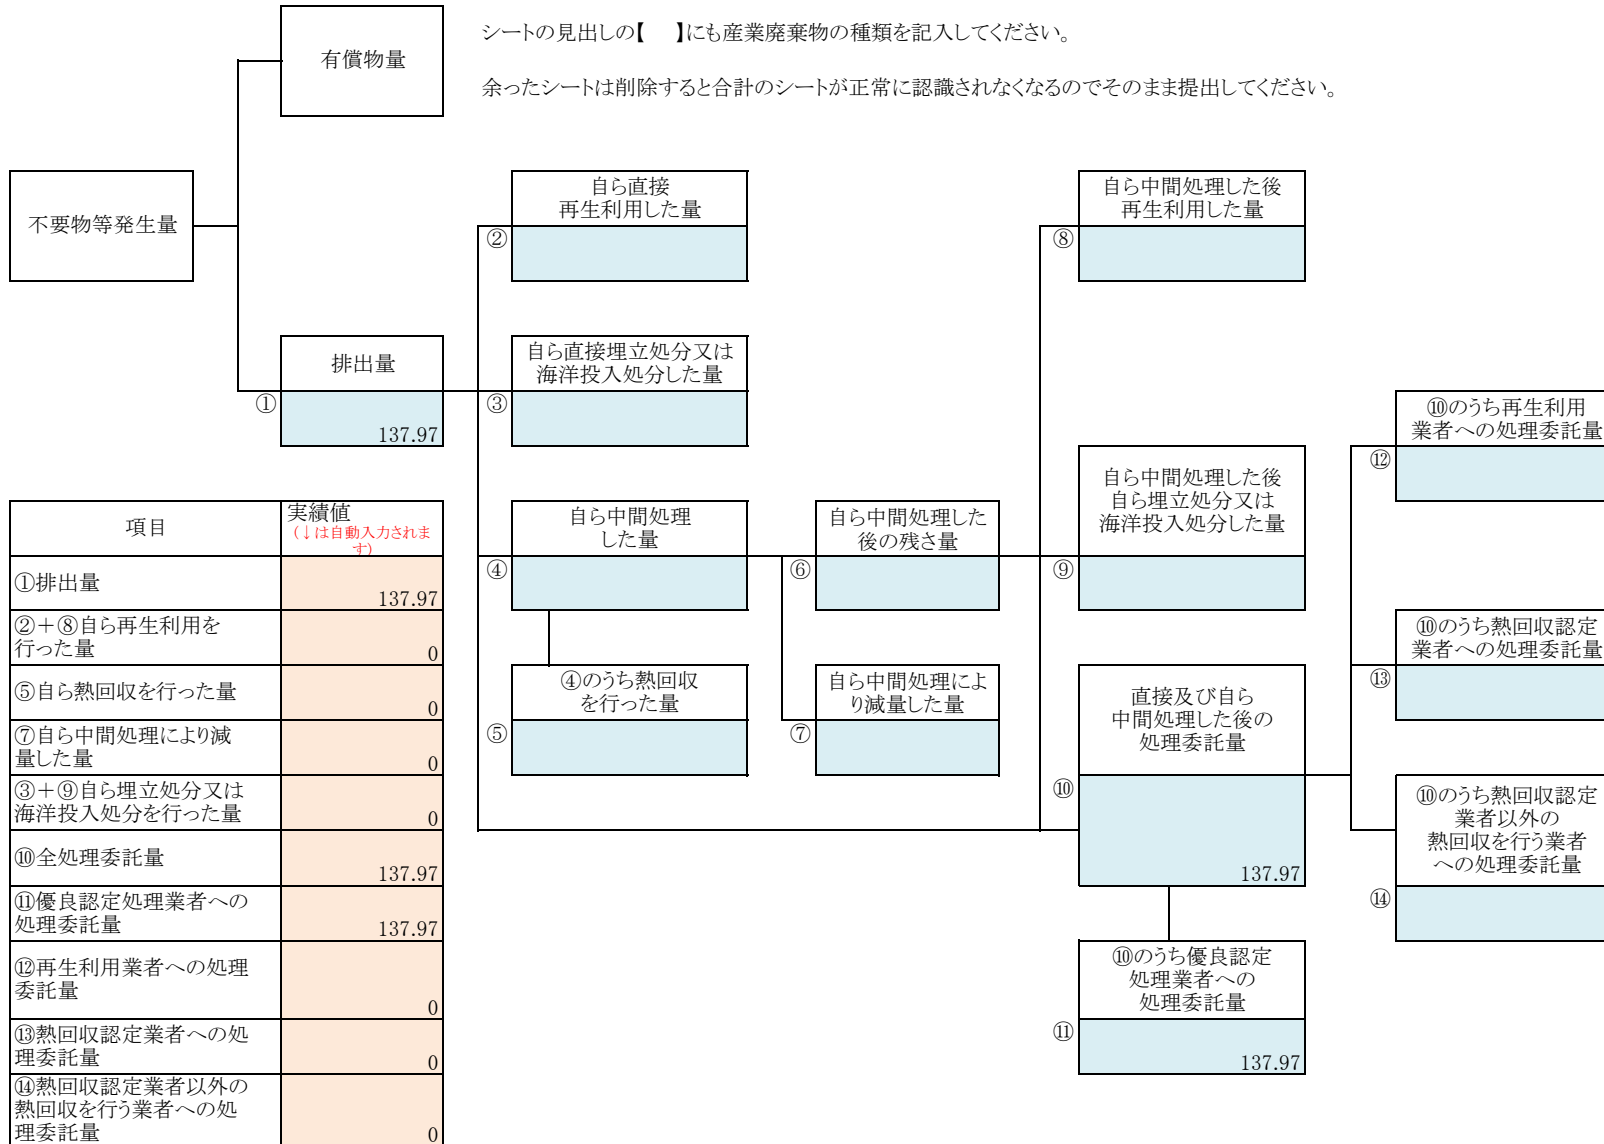 シートの見出しの【　】にも産業廃棄物の種類を記入してください。
余ったシートは削除すると合計のシートが正常に認識されなくなるのでそのまま提出してください。
有償物量
不要物等発生量
排出量
①
137.97
自ら直接
再生利用した量
②
自ら直接埋立処分又は
海洋投入処分した量
③
自ら中間処理
した量
④
④のうち熱回収
を行った量
⑤
自ら中間処理した
後の残さ量
⑥
自ら中間処理によ
り減量した量
⑦
自ら中間処理した後
再生利用した量
⑧
自ら中間処理した後
自ら埋立処分又は
海洋投入処分した量
⑨
直接及び自ら
中間処理した後の
処理委託量
⑩
137.97
⑩のうち優良認定
処理業者への
処理委託量
⑪
137.97
⑩のうち再生利用
業者への処理委託量
⑫
⑩のうち熱回収認定
業者への処理委託量
⑬
⑩のうち熱回収認定
業者以外の
熱回収を行う業者
への処理委託量
⑭
項目
実績値
(↓は自動入力されま
す)
①排出量
137.97
②＋⑧自ら再生利用を
行った量
0
⑤自ら熱回収を行った量
0
⑦自ら中間処理により減
量した量
0
③＋⑨自ら埋立処分又は
海洋投入処分を行った量
0
⑩全処理委託量
137.97
⑪優良認定処理業者への
処理委託量
137.97
⑫再生利用業者への処理
委託量
0
⑬熱回収認定業者への処
理委託量
0
⑭熱回収認定業者以外の
熱回収を行う業者への処
理委託量
0